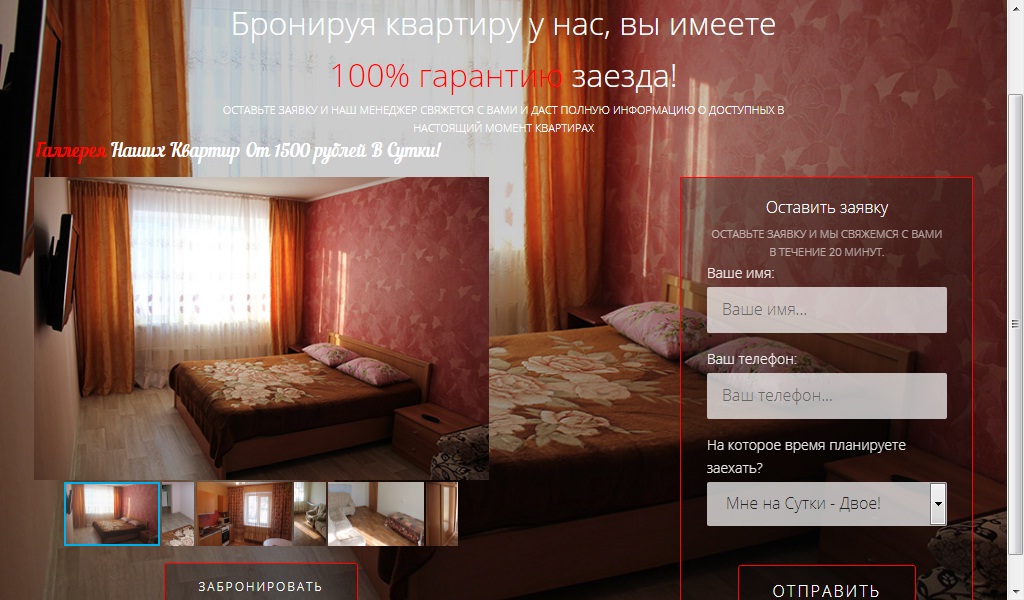 Бронируя квартиру у нас, вы имеете
100% гарантию заезда!
ОСТАВЬТЕ ЗАЯВКУ И НАШ МЕНЕДЖЕР СВЯЖЕТСЯ С ВАМИ И ДАСТ ПОЛНУЮ ИНФОРМАЦИЮ О ДОСТУПНЫХ В
НАСТОЯЩИЙ МОМЕНТ КВАРТИРАХ
Галлерея Наших Квартир От 1500 рублей В Сутки!
ЗАБРОНИРОВАТЬ
Оставить заявку
ОСТАВЬТЕ ЗАЯВКУ И МЫ СВЯЖЕМСЯ С ВАМИ
В ТЕЧЕНИЕ 20 МИНУТ.
Ваше имя:
Ваше имя...
Ваш телефон:
Ваш телефон...
На которое время планируете
заехать?
Мне на Сутки - Двое!
ОТПРАВИТЬ